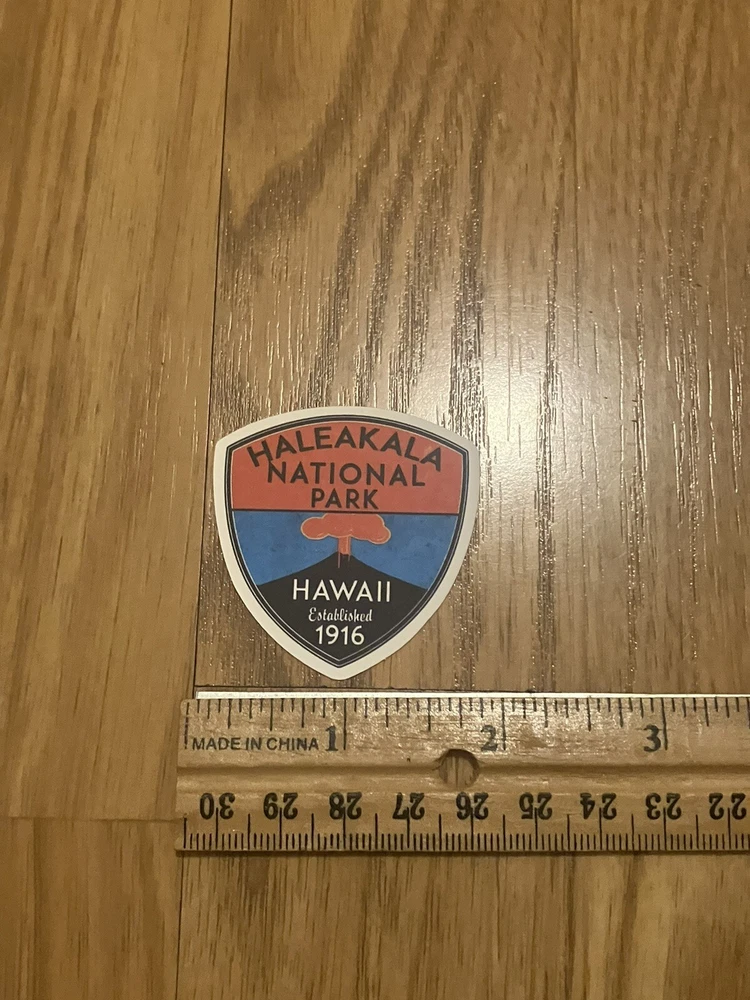 HALEAKALA
NATIONAL
PARK
HAWAII
Established
1916
MADE IN CHINA 1 2 3
30 29 28 27 26 25 24 23 22